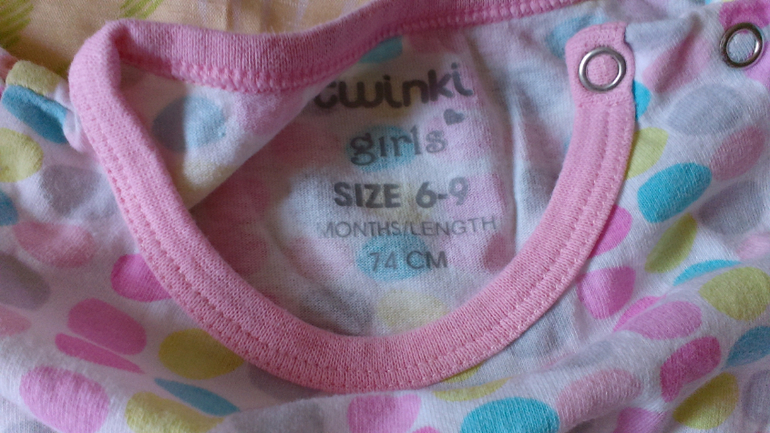 twinki
girls
SIZE 6-9
MONTHS/LENGTH
74 CM